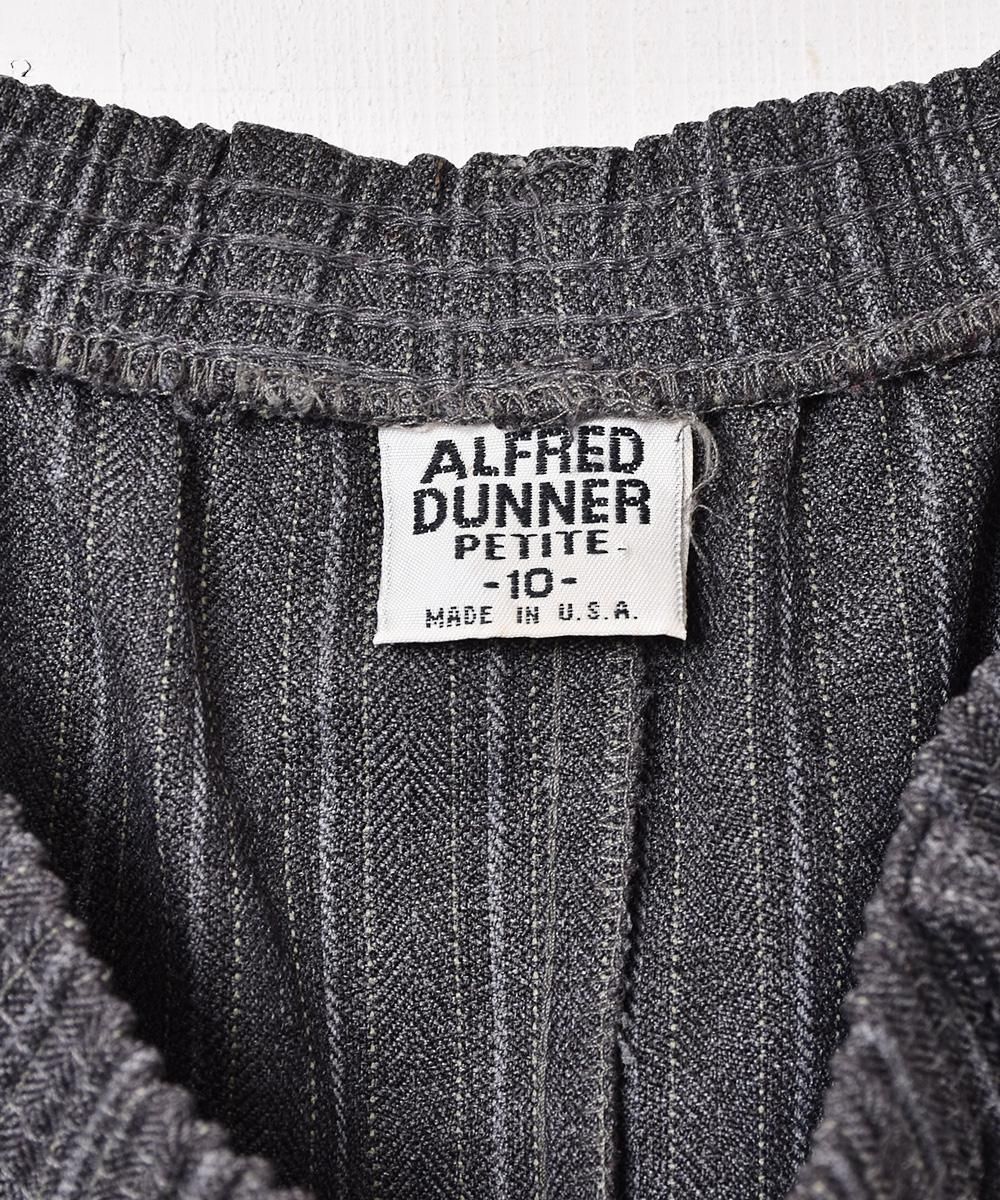 ALFRED
DUNNER
PETITE
-10-
MADE IN U.S.A.